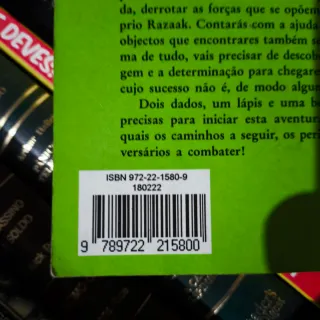 da, derrotar as forças que se opõem
prio Razaak. Contarás com a ajuda
objectos que encontrares também s
ma de tudo, vais precisar de descob
gem e a determinação para chegare
cujo sucesso não é, de modo algu
Dois dados, um lápis e uma b
precisas para iniciar esta aventur
quais os caminhos a seguir, os peri
versários a combater!
ISBN 972-22-1580-9
180222
9 789722 215800
DEVES